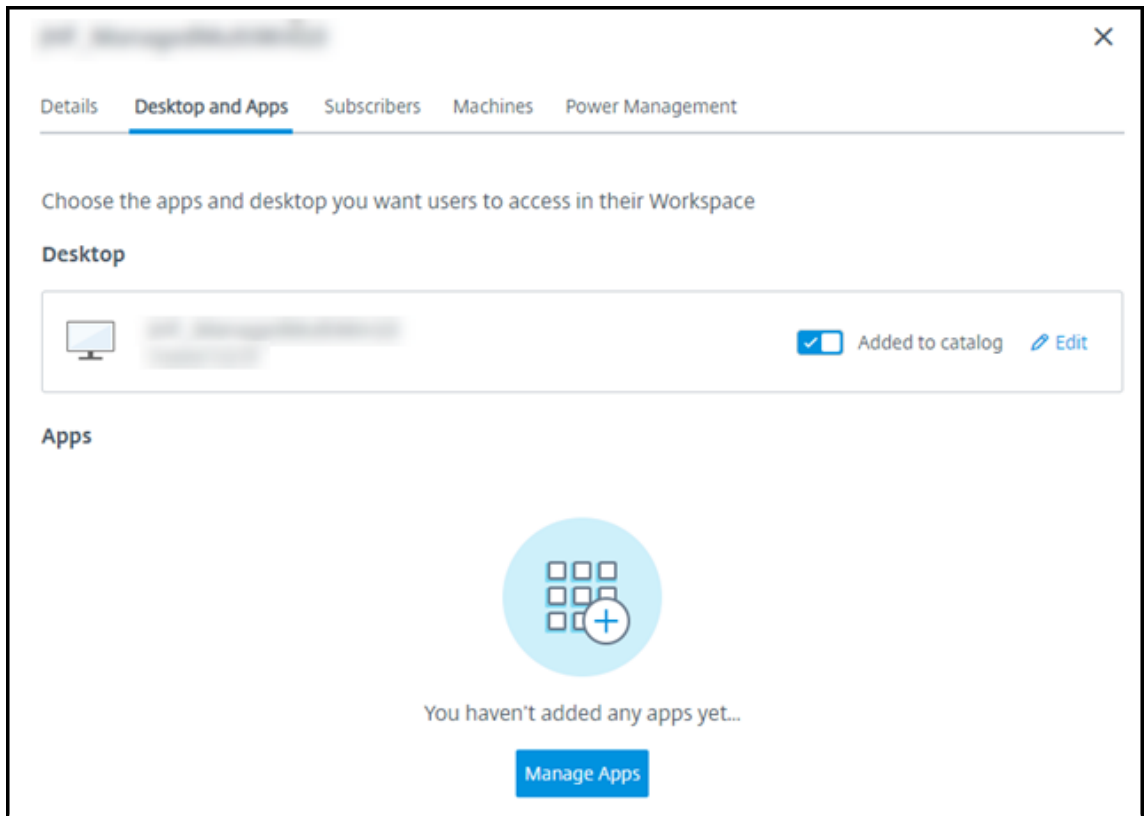 Details Desktop and Apps Subscribers Machines Power Management
Choose the apps and desktop you want users to access in their Workspace
Desktop
Added to catalog Edit
Apps
You haven't added any apps yet...
Manage Apps